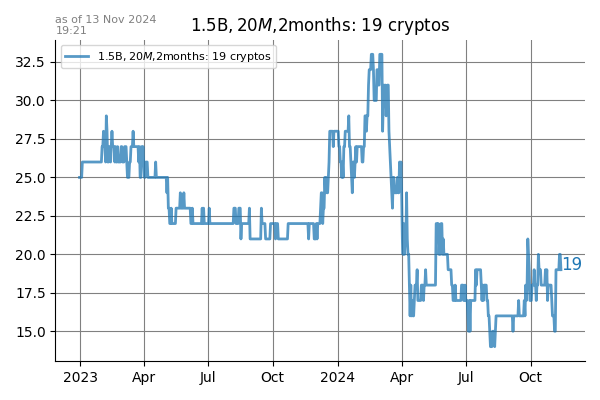 as of 13 Nov 2024
19:21
1.5B, 20M,2months: 19 cryptos
1.5B, 20M,2months: 19 cryptos
32.5
30.0
27.5
25.0
22.5
20.0
17.5
15.0
19
2023 Apr Jul Oct 2024 Apr Jul Oct